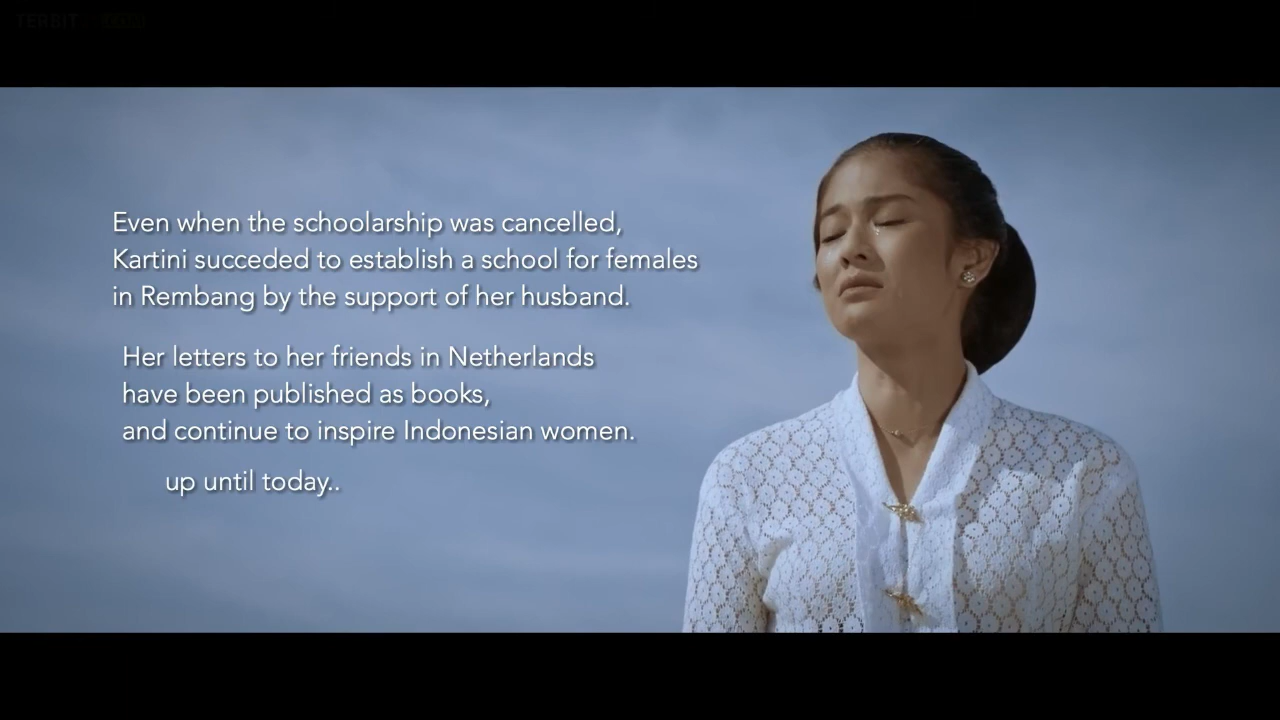 TERBIT
Even when the schoolarship was cancelled,
Kartini succeded to establish a school for females
in Rembang by the support of her husband.
Her letters to her friends in Netherlands
have been published as books,
and continue to inspire Indonesian women.
up until today..